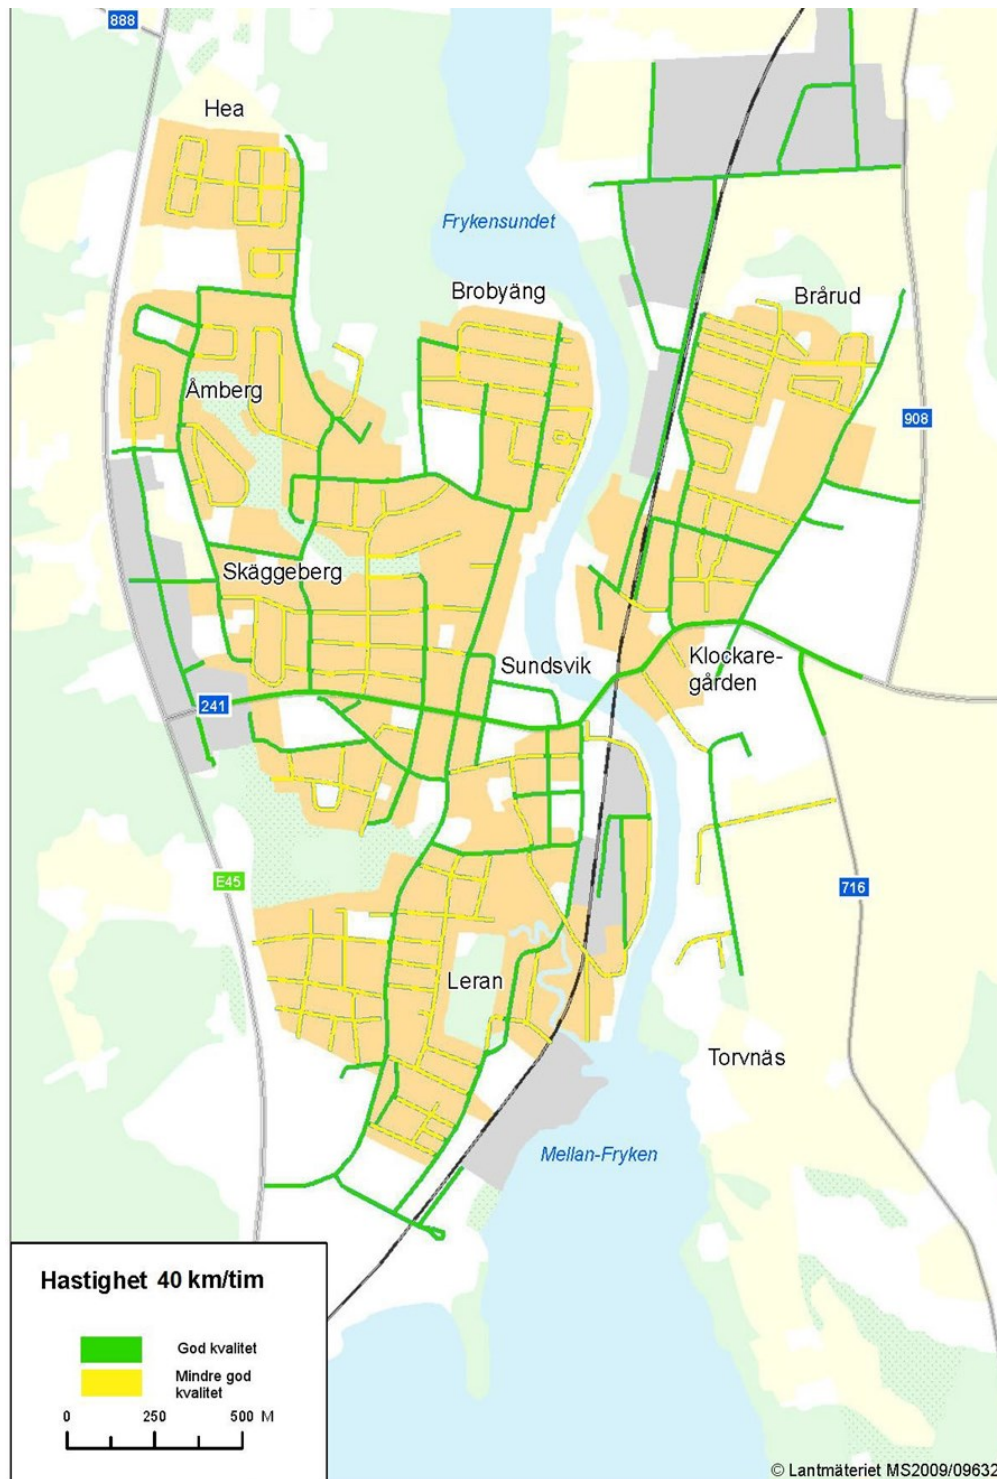 888
Hea
Frykensundet
Brobyäng
Brårud
Åmberg
908
Skäggeberg
Sundsvik
Klockare-
gården
241
E45
716
Leran
Torvnäs
Mellan-Fryken
Hastighet 40 km/tim
God kvalitet
Mindre god
kvalitet
0 250 500 M
© Lantmäteriet MS2009/09632